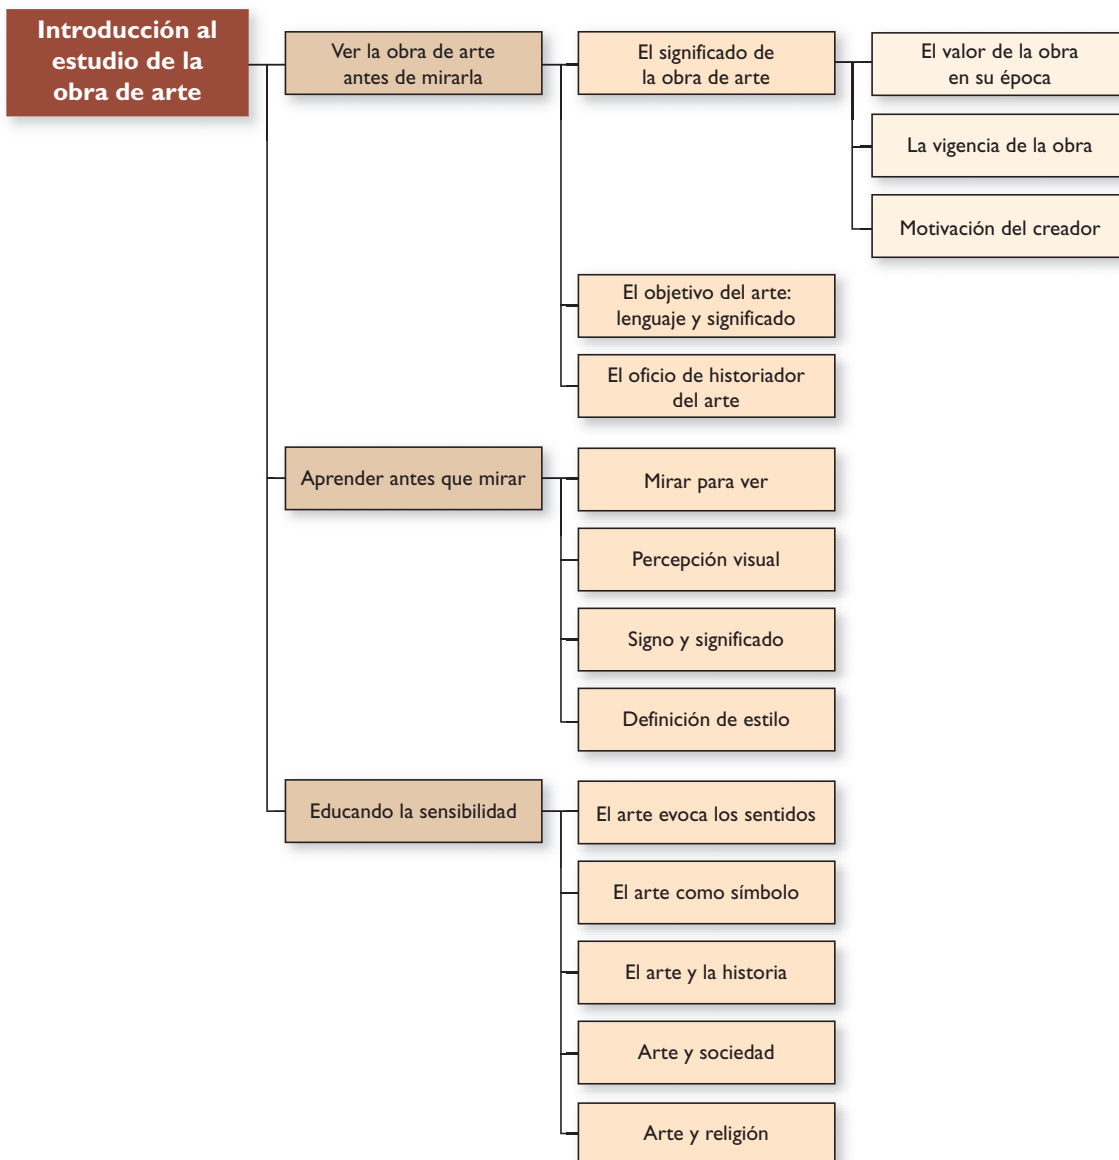 Introducción al
estudio de la
obra de arte
Ver la obra de arte
antes de mirarla
El significado de
la obra de arte
El valor de la obra
en su época
La vigencia de la obra
Motivación del creador
El objetivo del arte:
lenguaje y significado
El oficio de historiador
del arte
Aprender antes que mirar
Mirar para ver
Percepción visual
Signo y significado
Definición de estilo
Educando la sensibilidad
El arte evoca los sentidos
El arte como símbolo
El arte y la historia
Arte y sociedad
Arte y religión